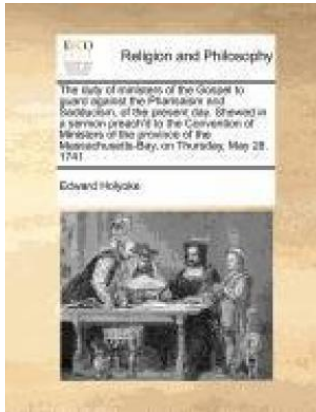 ECCO
Religion and Philosophy
The duty of ministers of the Gospel to
guard against the Pharisaism and
Sadducism, of the present day. Shewed in
a sermon preach'd to the Convention of
Ministers of the province of the
Massachusetts-Bay, on Thursday, May 28.
1741
Edward Holyoke